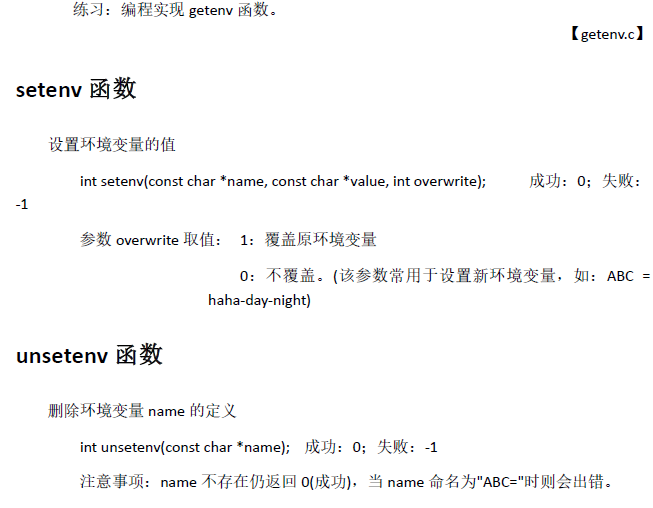 练习：编程实现 getenv 函数。
【getenv.c】
setenv 函数
设置环境变量的值
int setenv(const char *name, const char *value, int overwrite); 成功：0；失败：
-1
参数 overwrite 取值： 1：覆盖原环境变量
0：不覆盖。(该参数常用于设置新环境变量，如：ABC =
haha-day-night)
unsetenv 函数
删除环境变量 name 的定义
int unsetenv(const char *name); 成功：0；失败：-1
注意事项：name 不存在仍返回 0(成功)，当 name 命名为"ABC="时则会出错。